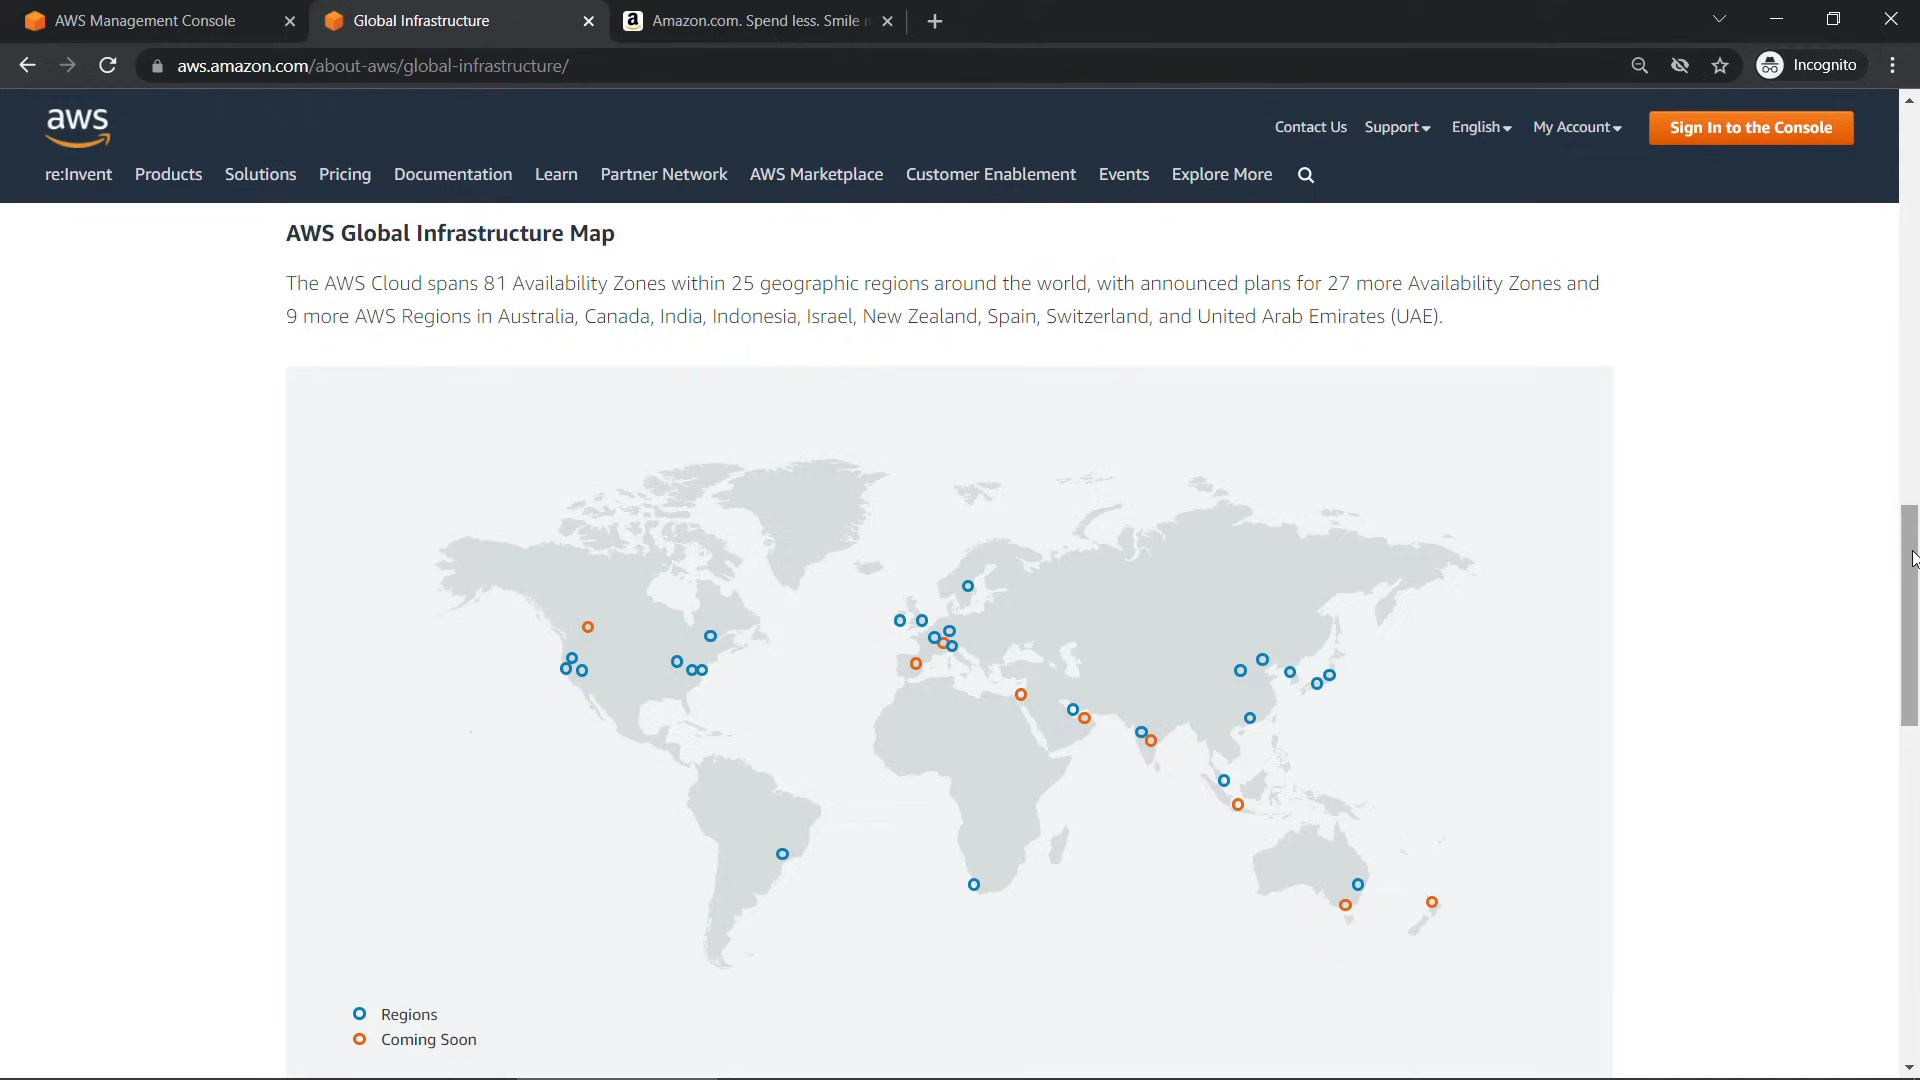 AWS Management Console
Global Infrastructure
Amazon.com. Spend less. Smile
aws.amazon.com/about-aws/global-infrastructure/
Incognito
aws
Contact Us Support English My Account Sign In to the Console
re:Invent Products Solutions Pricing Documentation Learn Partner Network AWS Marketplace Customer Enablement Events Explore More
AWS Global Infrastructure Map
The AWS Cloud spans 81 Availability Zones within 25 geographic regions around the world, with announced plans for 27 more Availability Zones and
9 more AWS Regions in Australia, Canada, India, Indonesia, Israel, New Zealand, Spain, Switzerland, and United Arab Emirates (UAE).
Regions
Coming Soon